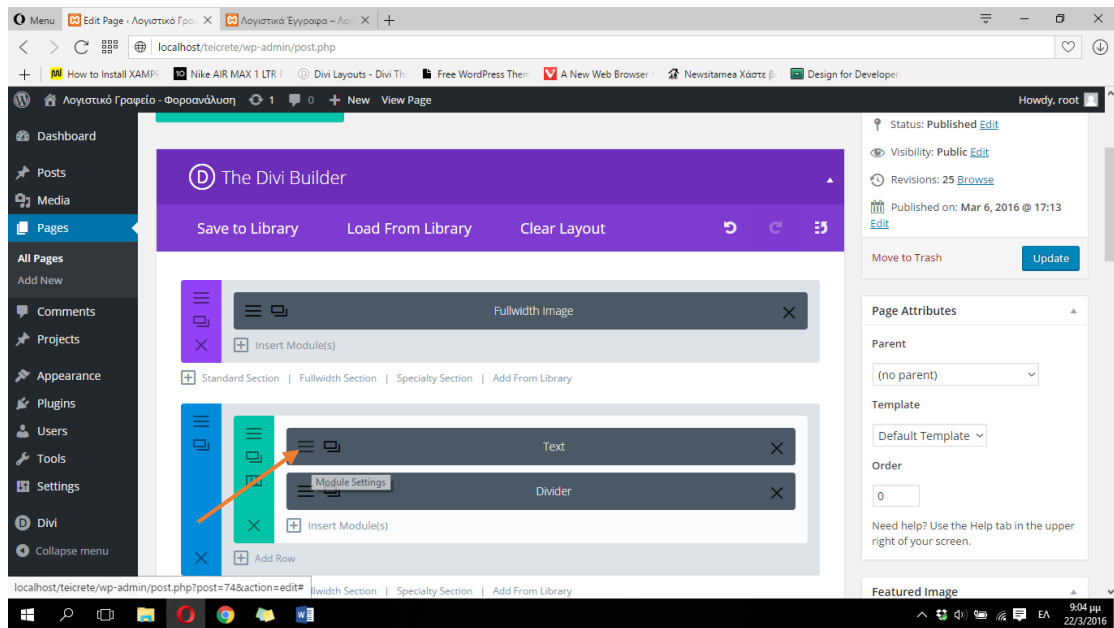 Menu
Edit Page ‹ Λογιστικό Γρα
Λογιστικά Έγγραφα – Λογ
localhost/teicrete/wp-admin/post.php
How to Install XAMPP
Nike AIR MAX 1 LTR
Divi Layouts - Divi Th
Free WordPress Them
A New Web Browser
Newsitamea Χάστε β
Design for Developer
Λογιστικό Γραφείο - Φοροανάλυση 1 0 + New View Page
Howdy, root
Dashboard
Posts
Media
Pages
All Pages
Add New
Comments
Projects
Appearance
Plugins
Users
Tools
Settings
Divi
Collapse menu
The Divi Builder
Save to Library
Load From Library
Clear Layout
Fullwidth Image
Insert Module(s)
Standard Section | Fullwidth Section | Specialty Section | Add From Library
Text
Module Settings
Divider
Insert Module(s)
Add Row
llwidth Section | Specialty Section | Add From Library
localhost/teicrete/wp-admin/post.php?post=74&action=edit#
Status: Published Edit
Visibility: Public Edit
Revisions: 25 Browse
Published on: Mar 6, 2016 @ 17:13
Edit
Move to Trash
Update
Page Attributes
Parent
(no parent)
Template
Default Template
Order
0
Need help? Use the Help tab in the upper
right of your screen.
Featured Image
ΕΛ
9:04 μμ
22/3/2016